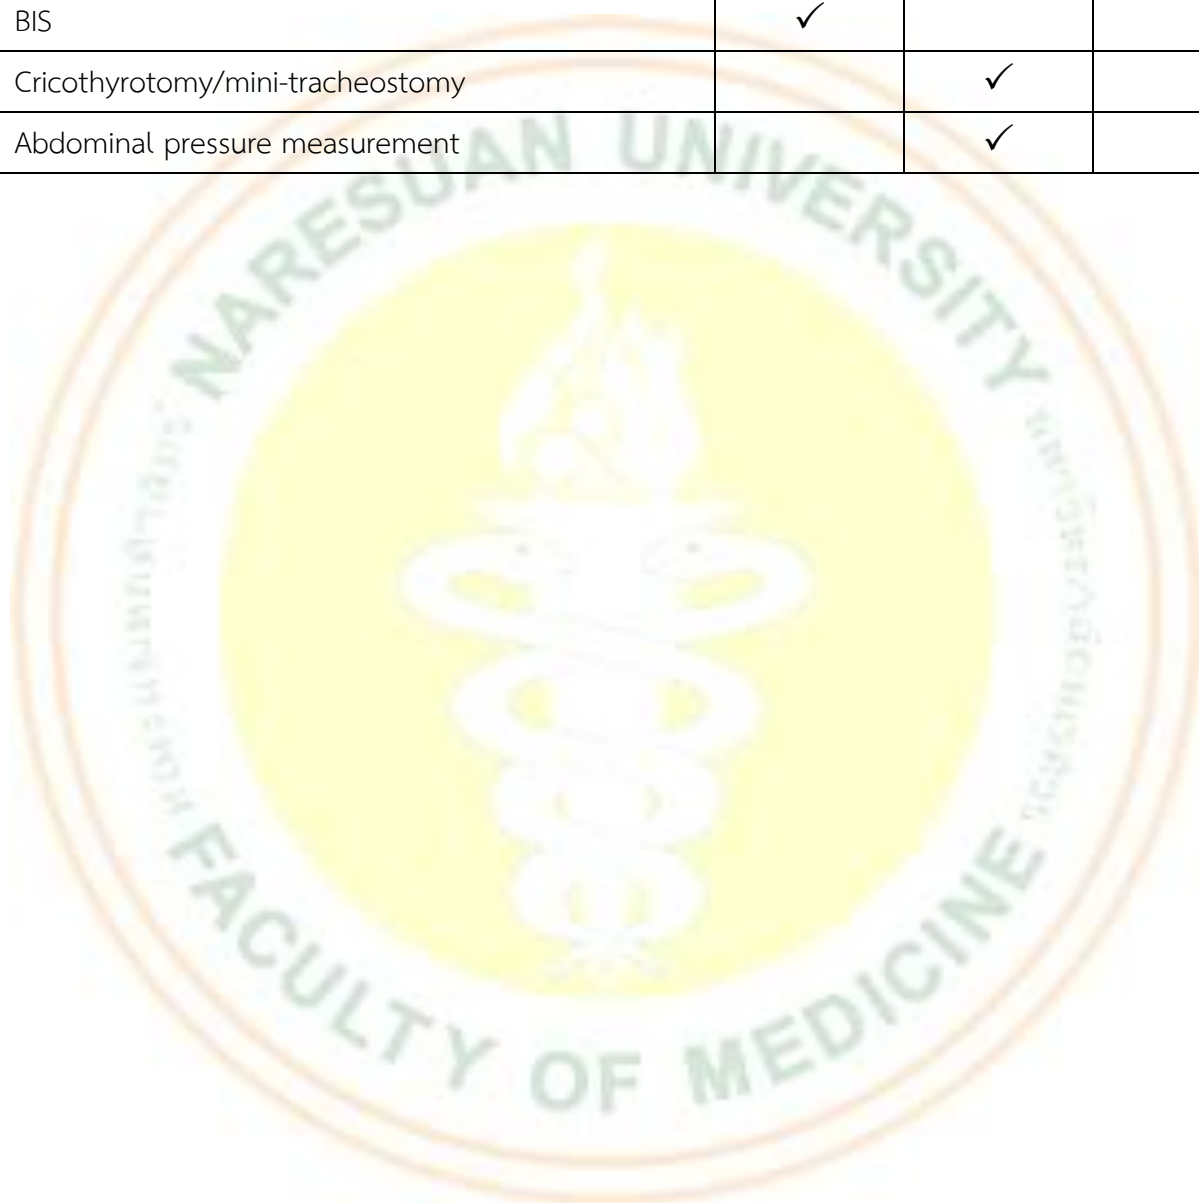 BIS ✓
Cricothyrotomy/mini-tracheostomy ✓
Abdominal pressure measurement ✓
NARESUAN UNIVERSITY
FACULTY OF MEDICINE